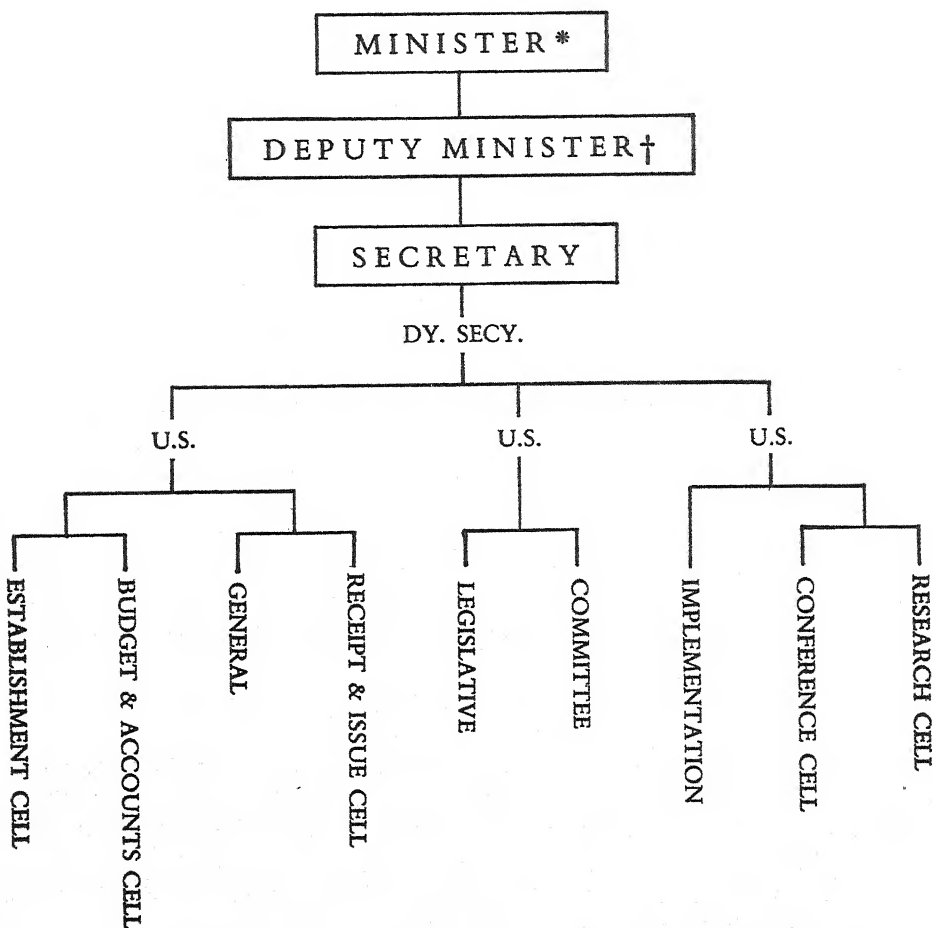 MINISTER*
DEPUTY MINISTER†
SECRETARY
DY. SECY.
U.S.
U.S.
U.S.
ESTABLISHMENT CELL
BUDGET & ACCOUNTS CELL
GENERAL
RECEIPT & ISSUE CELL
LEGISLATIVE
COMMITTEE
IMPLEMENTATION
CONFERENCE CELL
RESEARCH CELL